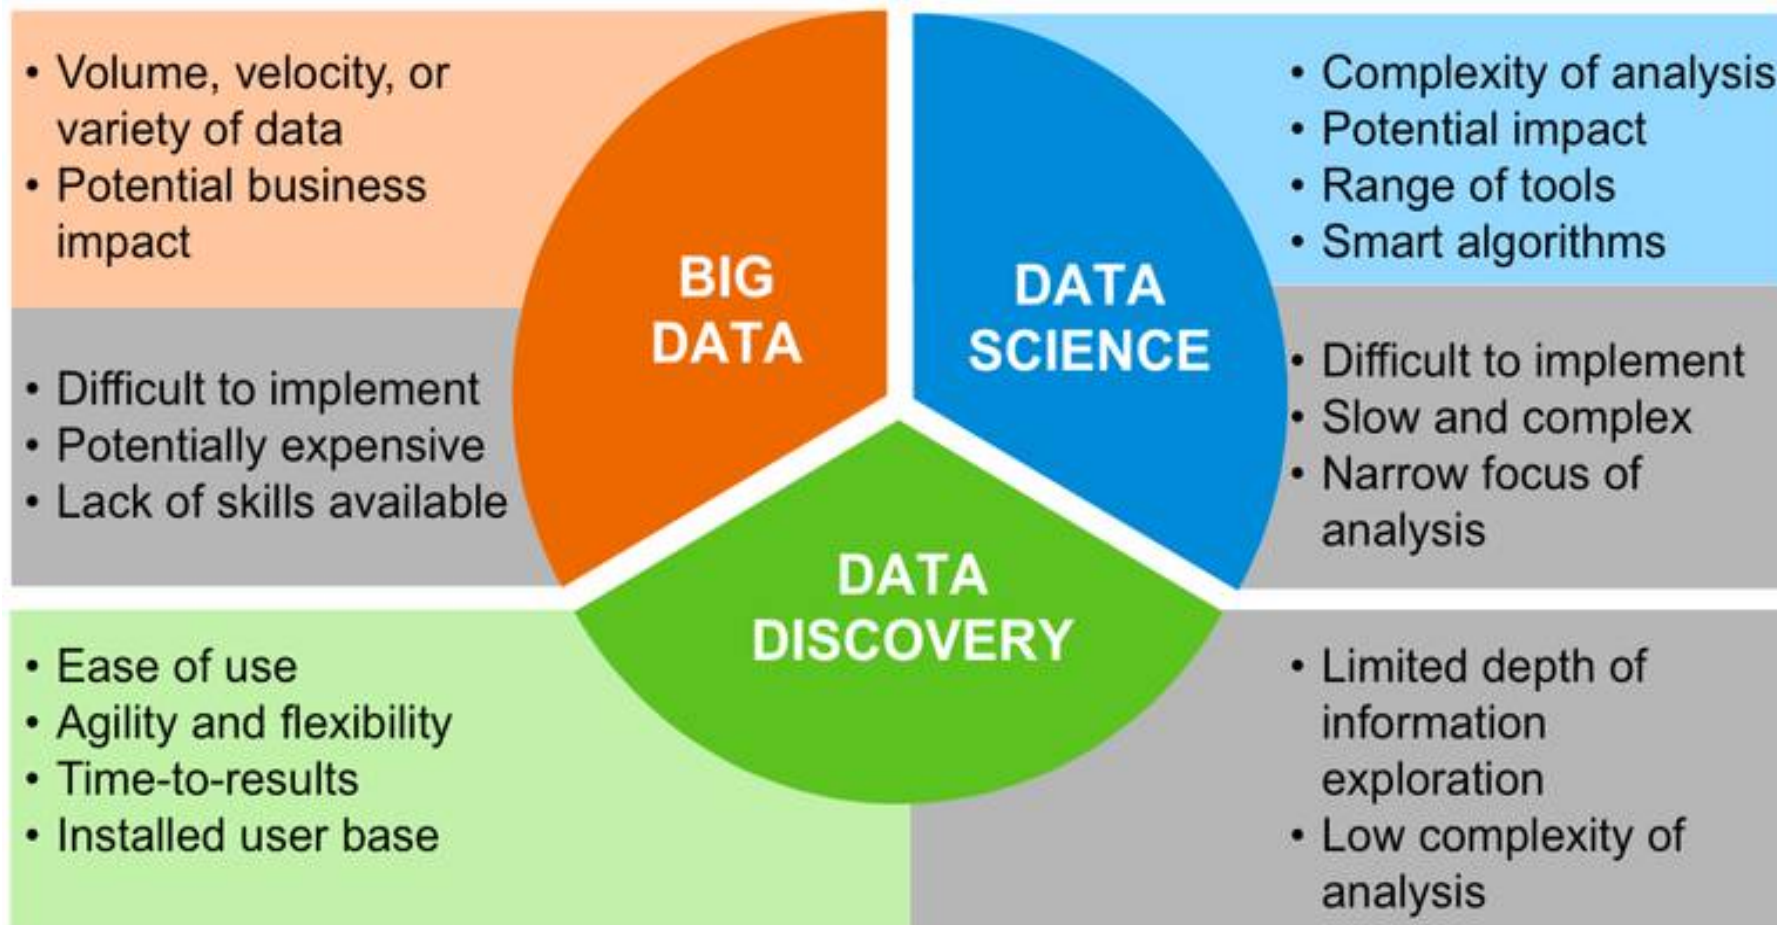 • Volume, velocity, or
variety of data
• Potential business
impact
• Difficult to implement
• Potentially expensive
• Lack of skills available
BIG
DATA
DATA
SCIENCE
• Complexity of analysis
• Potential impact
• Range of tools
• Smart algorithms
• Difficult to implement
• Slow and complex
• Narrow focus of
analysis
DATA
DISCOVERY
• Ease of use
• Agility and flexibility
• Time-to-results
• Installed user base
• Limited depth of
information
exploration
• Low complexity of
analysis